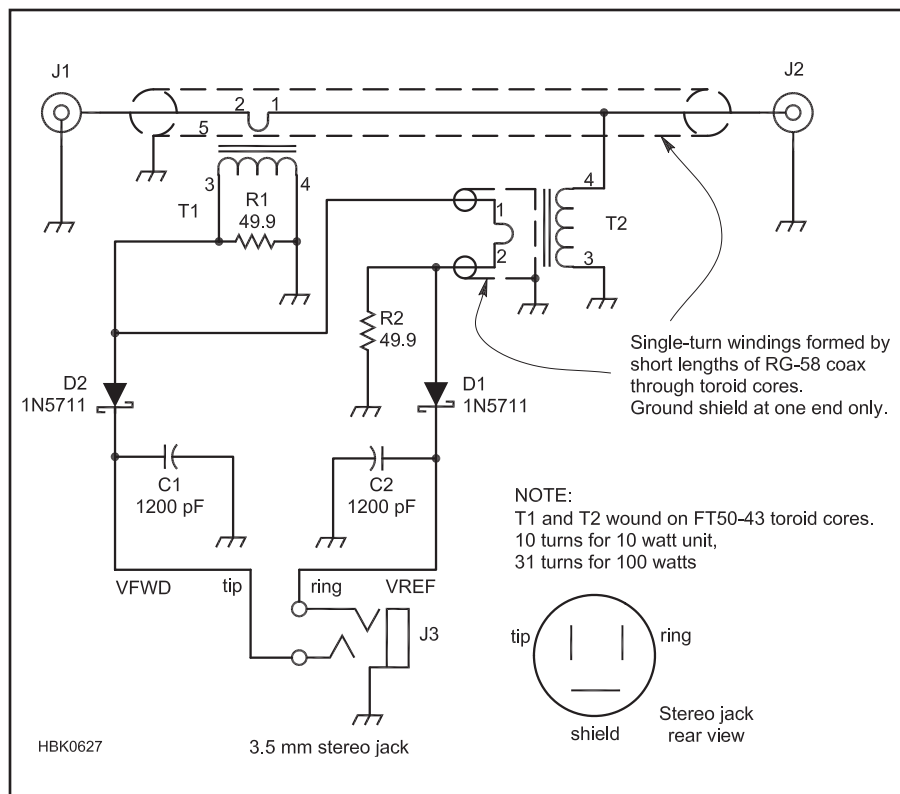 J1
J2
2
1
5
3
4
T1
R1
49.9
1
2
4
3
T2
R2
49.9
Single-turn windings formed by
short lengths of RG-58 coax
through toroid cores.
Ground shield at one end only.
D2
1N5711
D1
1N5711
C1
1200 pF
C2
1200 pF
NOTE:
T1 and T2 wound on FT50-43 toroid cores.
10 turns for 10 watt unit,
31 turns for 100 watts
VFWD
tip
ring
VREF
J3
tip
ring
shield
Stereo jack
rear view
HBK0627
3.5 mm stereo jack